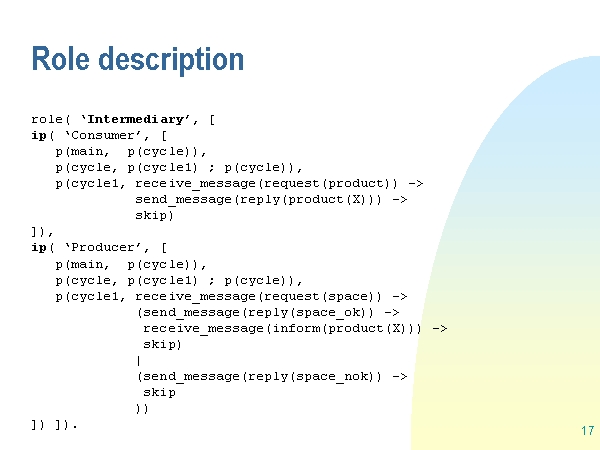 Role description
role( ‘Intermediary’, [
ip( ‘Consumer’, [
p(main, p(cycle)),
p(cycle, p(cycle1) ; p(cycle)),
p(cycle1, receive_message(request(product)) ->
send_message(reply(product(X))) ->
skip)
]),
ip( ‘Producer’, [
p(main, p(cycle)),
p(cycle, p(cycle1) ; p(cycle)),
p(cycle1, receive_message(request(space)) ->
(send_message(reply(space_ok)) ->
receive_message(inform(product(X))) ->
skip)
|
(send_message(reply(space_nok)) ->
skip
))
]) ]).
17